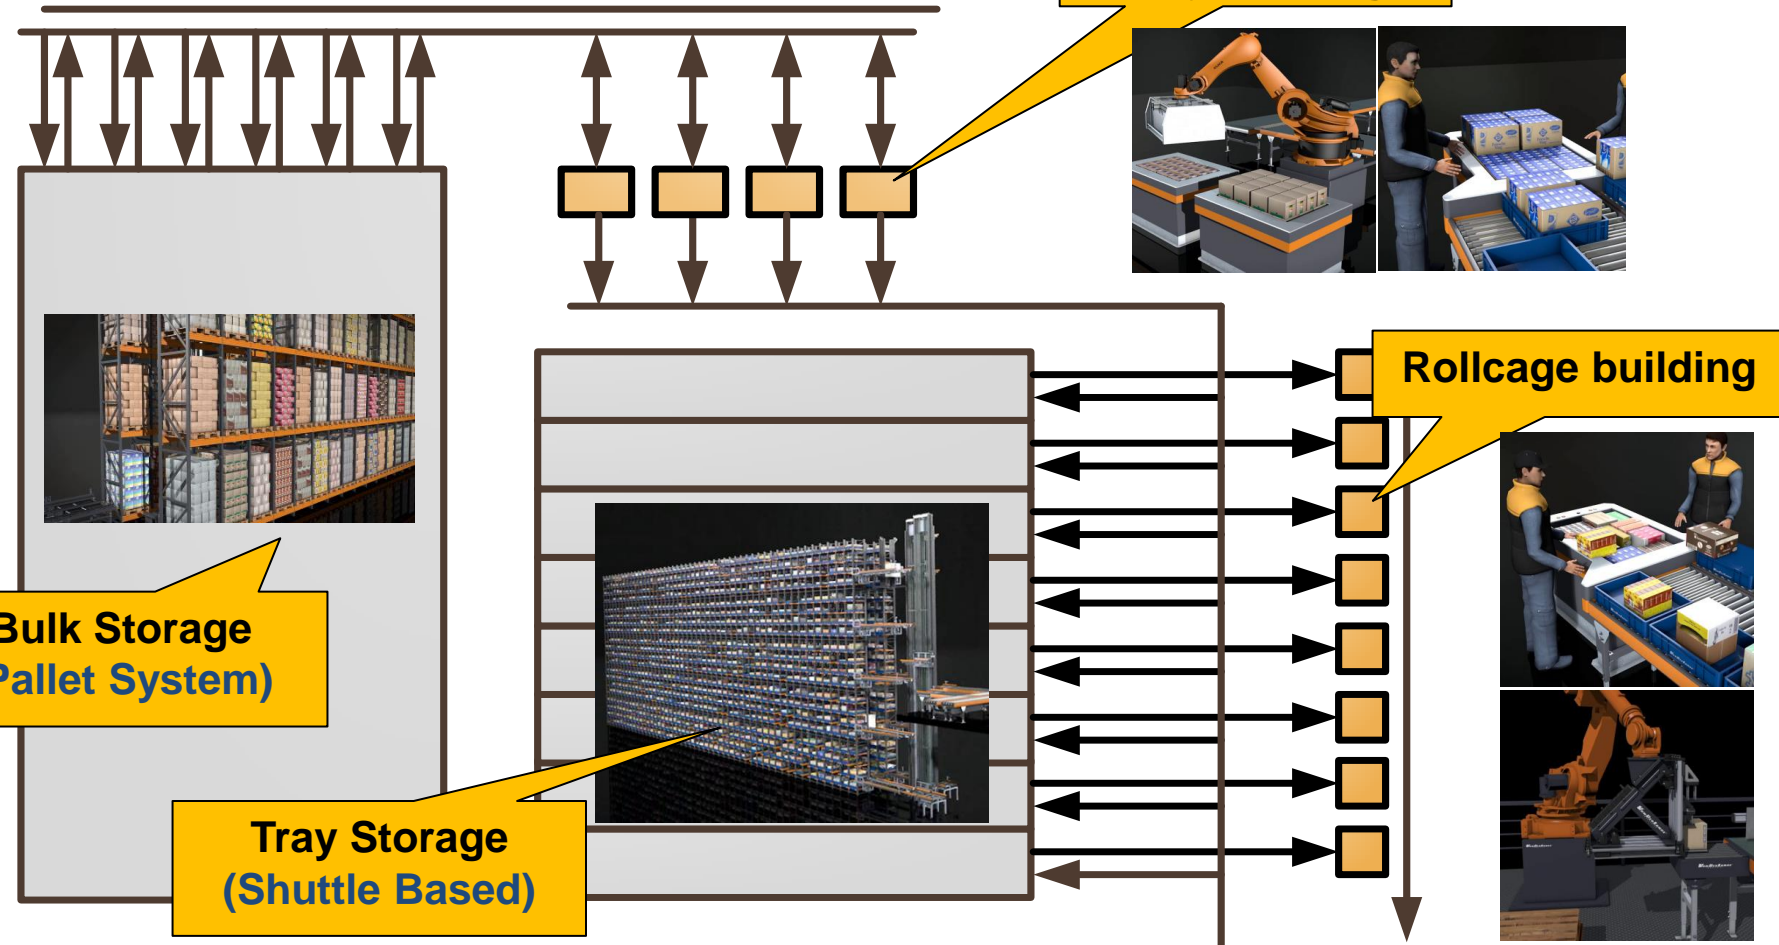 Rollcage building
Bulk Storage
Pallet System)
Tray Storage
(Shuttle Based)